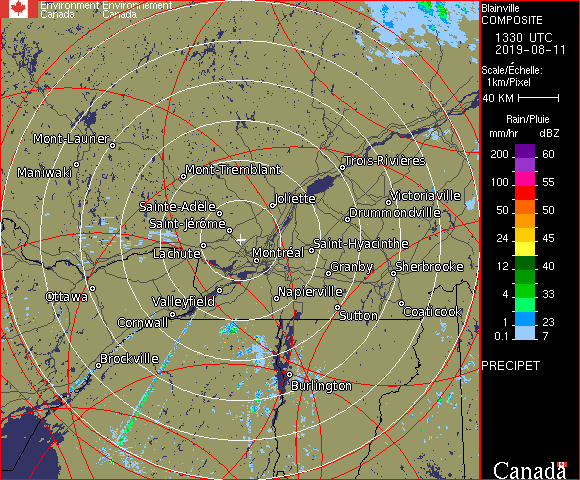 Environment Environnement
Canada Canada
Blainville
COMPOSITE
1330 UTC
2019-08-11
Scale/Échelle:
1km/Pixel
40 KM
Rain/Pluie
mm/hr dBZ
200 60
100 55
50 50
24 45
12 40
4 33
1 23
0.1 7
PRECIPET
Mont-Laurier
Maniwaki
Mont-Tremblant
Trois-Rivières
Joliette
Victoriaville
Sainte-Adèle
Drummondville
Saint-Jérôme
Saint-Hyacinthe
Lachute
Montréal
Granby
Sherbrooke
Ottawa
Napierville
Valleyfield
Coaticook
Sutton
Cornwall
Brockville
Burlington
Canada